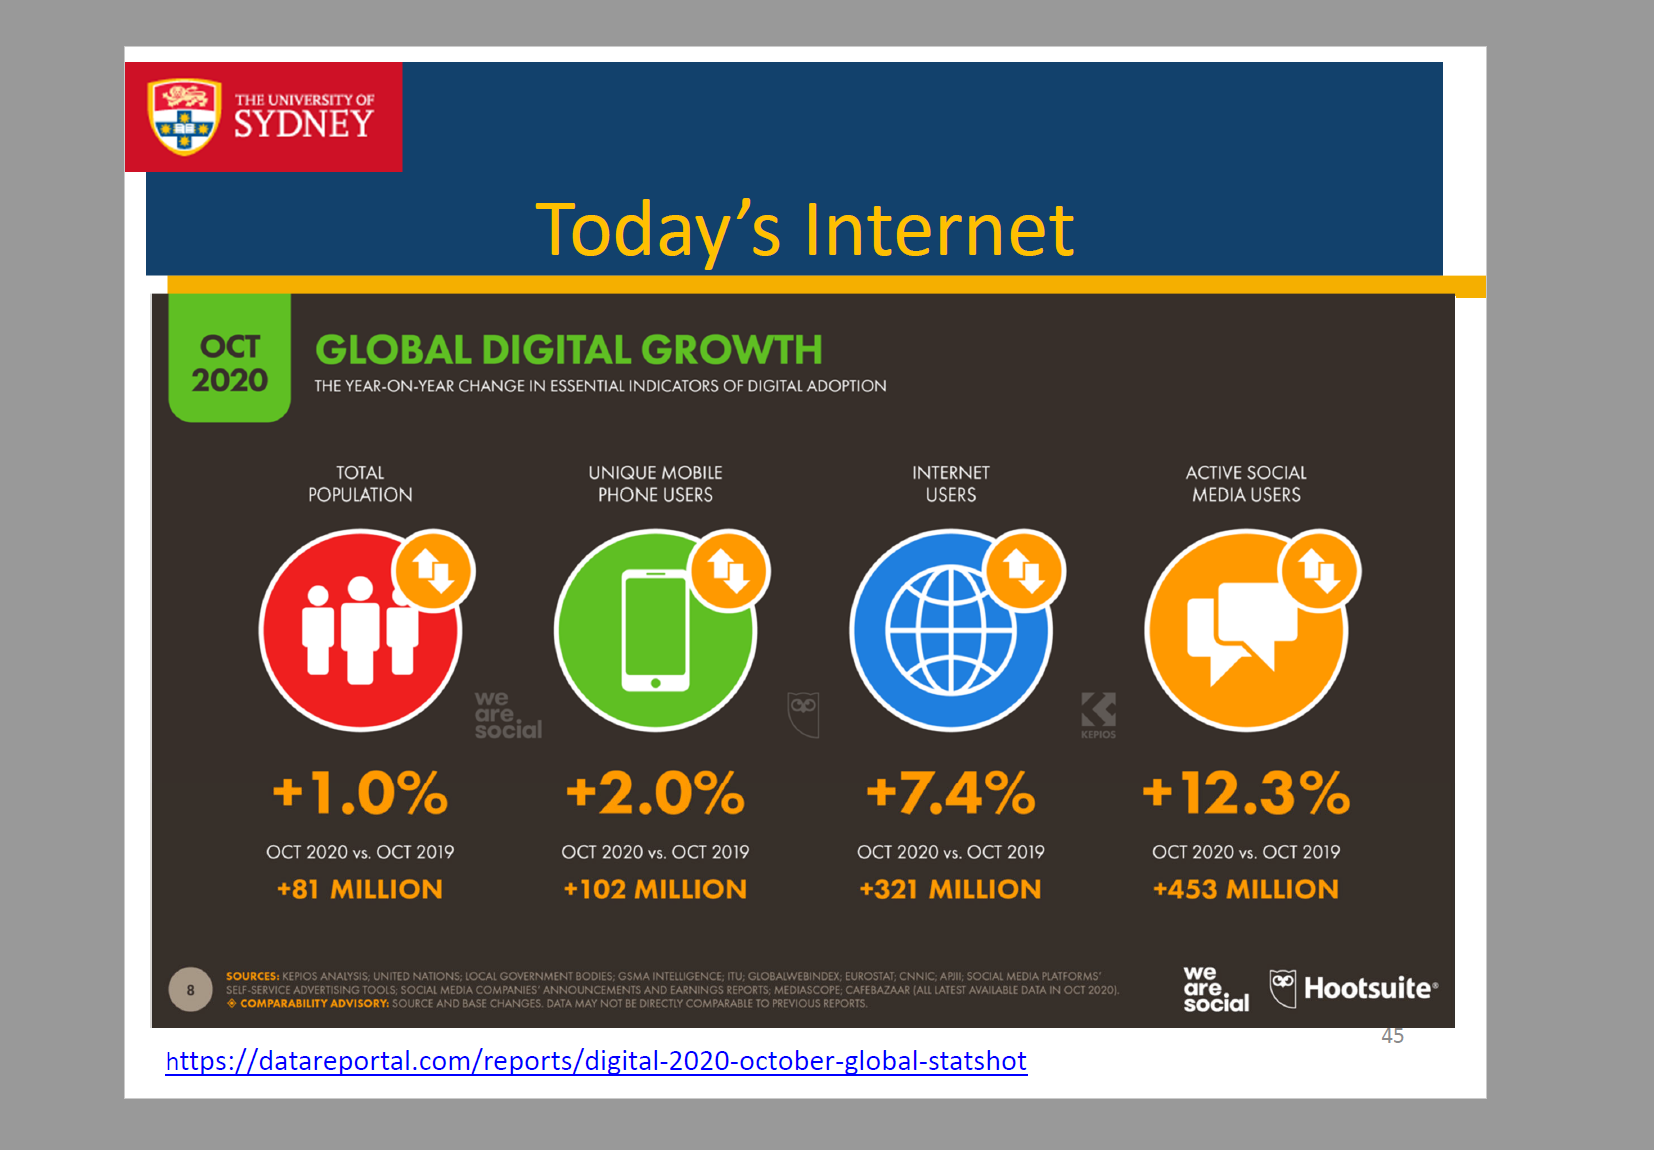 THE UNIVERSITY OF
SYDNEY
Today’s Internet
OCT
2020
GLOBAL DIGITAL GROWTH
THE YEAR-ON-YEAR CHANGE IN ESSENTIAL INDICATORS OF DIGITAL ADOPTION
TOTAL
POPULATION
UNIQUE MOBILE
PHONE USERS
INTERNET
USERS
ACTIVE SOCIAL
MEDIA USERS
we
are
social
KEPIOS
+1.0%
+2.0%
+7.4%
+12.3%
OCT 2020 vs. OCT 2019
OCT 2020 vs. OCT 2019
OCT 2020 vs. OCT 2019
OCT 2020 vs. OCT 2019
+81 MILLION
+102 MILLION
+321 MILLION
+453 MILLION
8
SOURCES: KEPIOS ANALYSIS; UNITED NATIONS; LOCAL GOVERNMENT BODIES; GSMA INTELLIGENCE; ITU; GLOBALWEBINDEX; EUROSTAT; CNNIC; APJII; SOCIAL MEDIA PLATFORMS’
SELF-SERVICE ADVERTISING TOOLS; SOCIAL MEDIA COMPANIES’ ANNOUNCEMENTS AND EARNINGS REPORTS; MEDIASCOPE; CAFEBAZAAR (ALL LATEST AVAILABLE DATA IN OCT 2020).
COMPARABILITY ADVISORY: SOURCE AND BASE CHANGES. DATA MAY NOT BE DIRECTLY COMPARABLE TO PREVIOUS REPORTS.
we
are
social
Hootsuite®
45
https://datareportal.com/reports/digital-2020-october-global-statshot